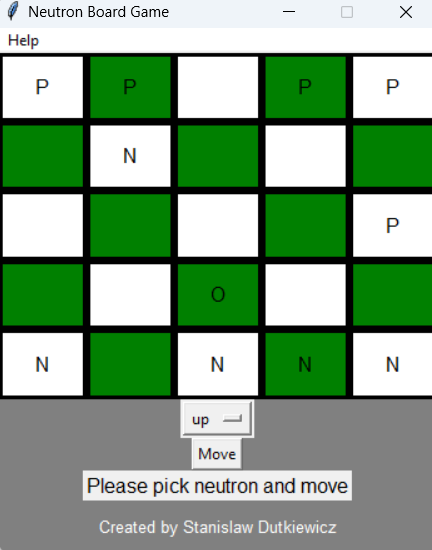 Neutron Board Game
Help
P P P P
N
P
O
N N N N
up
Move
Please pick neutron and move
Created by Stanislaw Dutkiewicz